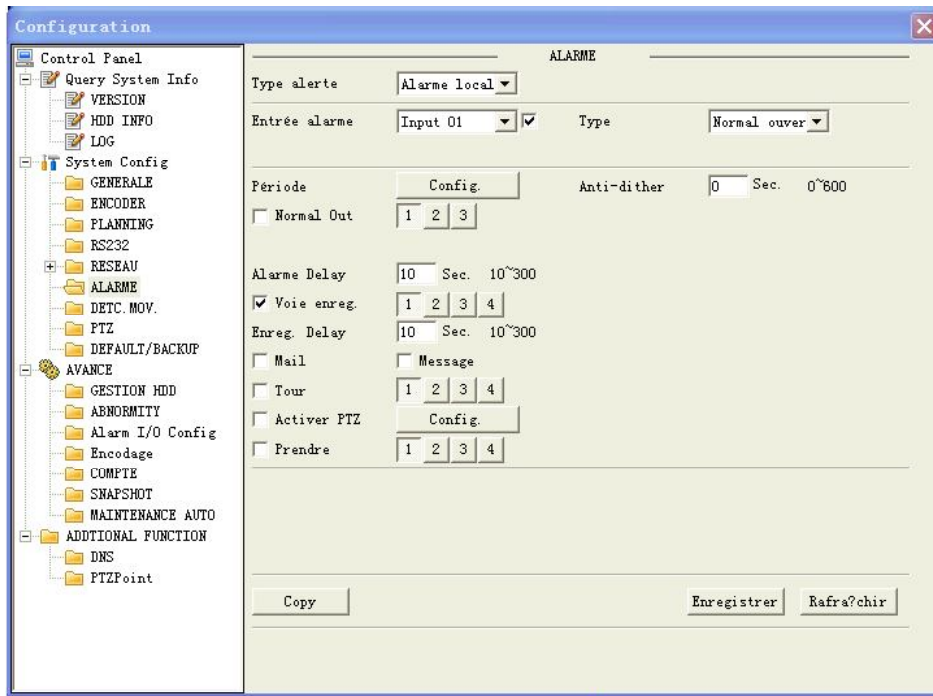 Configuration
Control Panel
Query System Info
VERSION
HDD INFO
LOG
System Config
GENERALE
ENCODER
PLANNING
RS232
RESEAU
ALARME
DETC. MOV.
PTZ
DEFAULT/BACKUP
AVANCE
GESTION HDD
ABNORMITY
Alarm I/O Config
Encodage
COMPTE
SNAPSHOT
MAINTENANCE AUTO
ADDTIONAL FUNCTION
DNS
PTZPoint
ALARME
Type alerte Alarme local
Entrée alarme Input 01 Type Normal ouver
Période Config. Anti-dither 0 Sec. 0~600
Normal Out 1 2 3
Alarme Delay 10 Sec. 10~300
Voie enreg. 1 2 3 4
Enreg. Delay 10 Sec. 10~300
Mail Message
Tour 1 2 3 4
Activer PTZ Config.
Prendre 1 2 3 4
Copy Enregistrer Rafra?chir